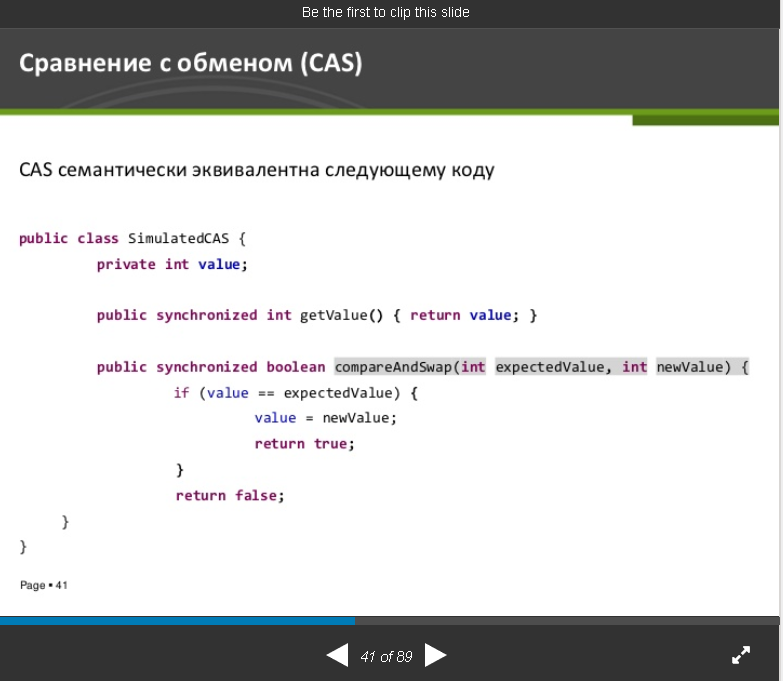 Be the first to clip this slide
Сравнение с обменом (CAS)
CAS семантически эквивалентна следующему коду
public class SimulatedCAS {
private int value;
public synchronized int getValue() { return value; }
public synchronized boolean compareAndSwap(int expectedValue, int newValue) {
if (value == expectedValue) {
value = newValue;
return true;
}
return false;
}
}
Page ▪ 41
41 of 89